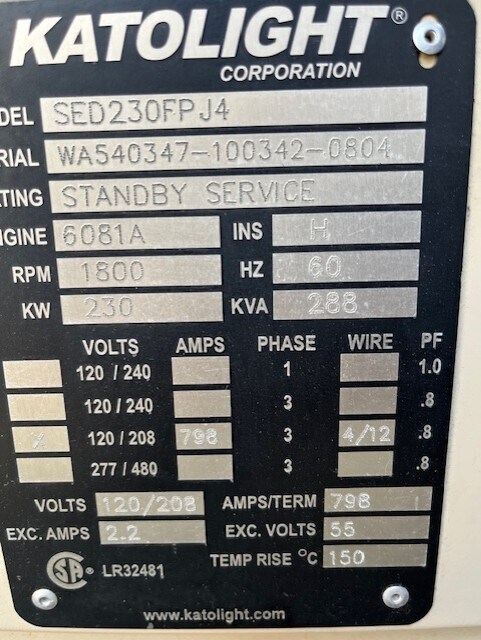 KATOLIGHT®
CORPORATION
DEL SED230FPJ4
RIAL WA540347-100342-0804
TING STANDBY SERVICE
NGINE 6081A INS H
RPM 1800 HZ 60
KW 230 KVA 288
VOLTS AMPS PHASE WIRE PF
120 / 240 1 1.0
120 / 240 3 .8
X 120 / 208 798 3 4/12 .8
277 / 480 3 .8
VOLTS 120/208 AMPS/TERM 798
EXC. AMPS 2.2 EXC. VOLTS 55
TEMP RISE °C 150
SA® LR32481
www.katolight.com